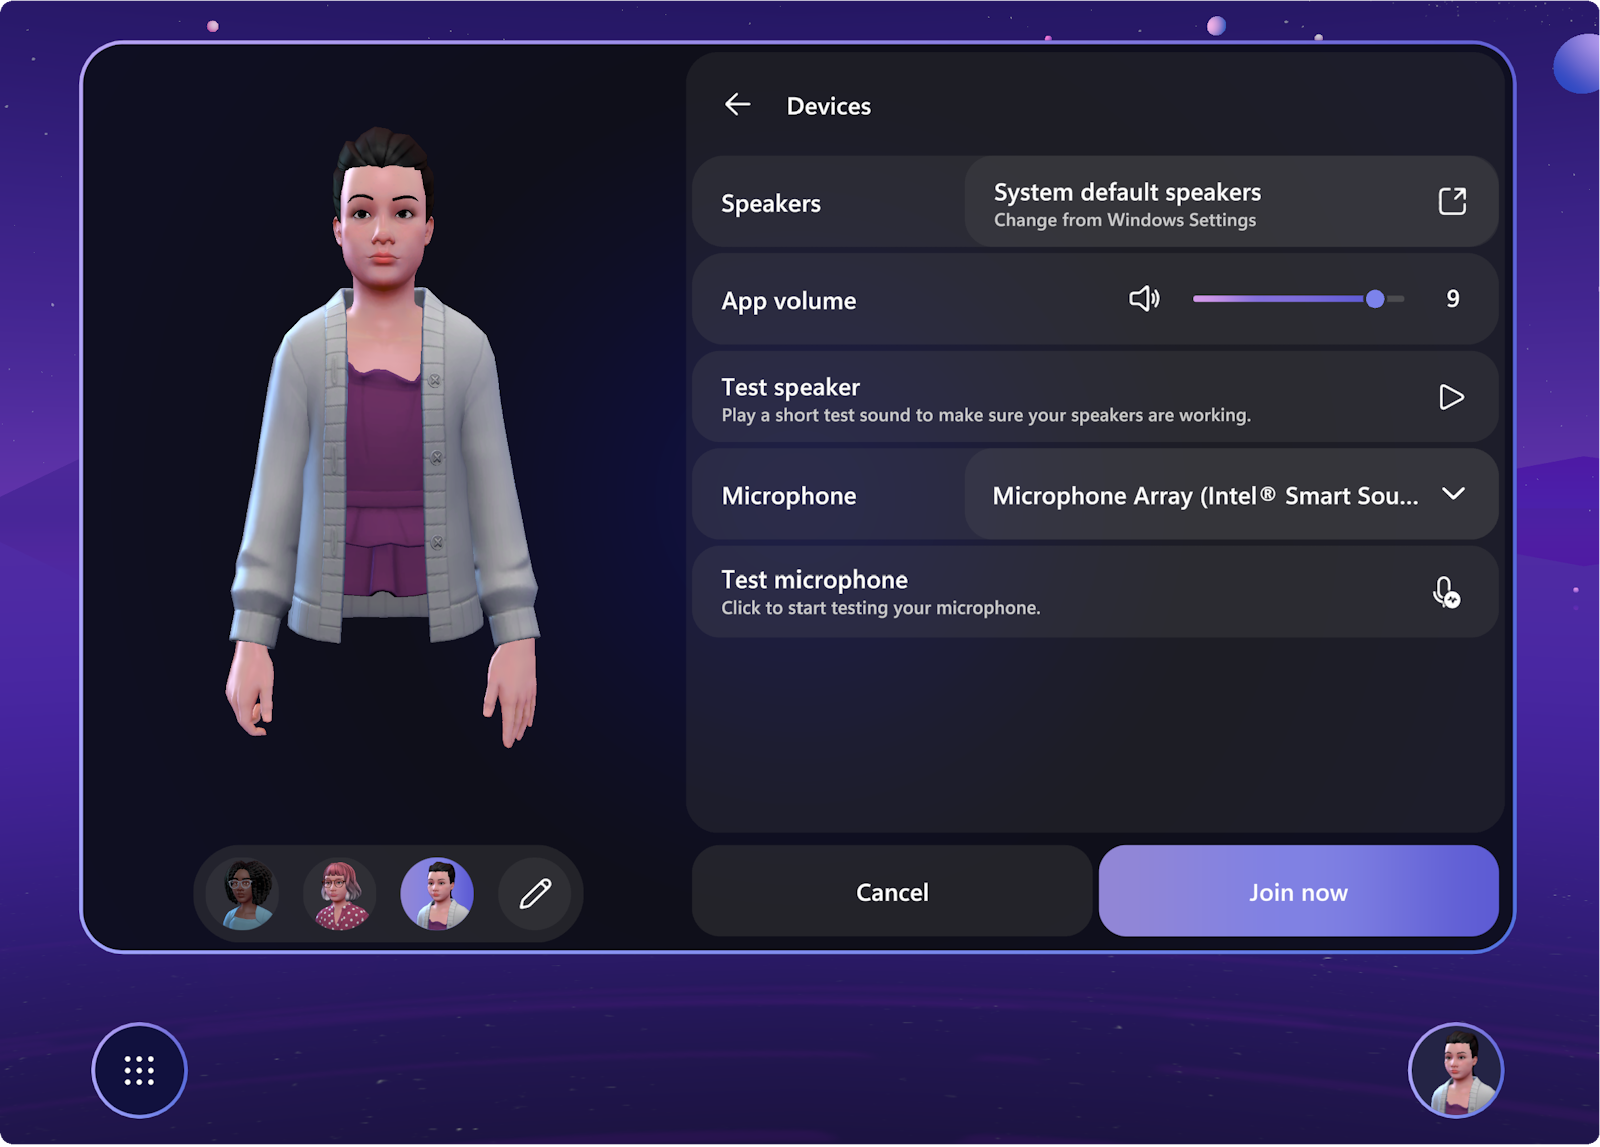 Devices
Speakers
System default speakers
Change from Windows Settings
App volume
9
Test speaker
Play a short test sound to make sure your speakers are working.
Microphone
Microphone Array (Intel® Smart Sou...
Test microphone
Click to start testing your microphone.
Cancel
Join now